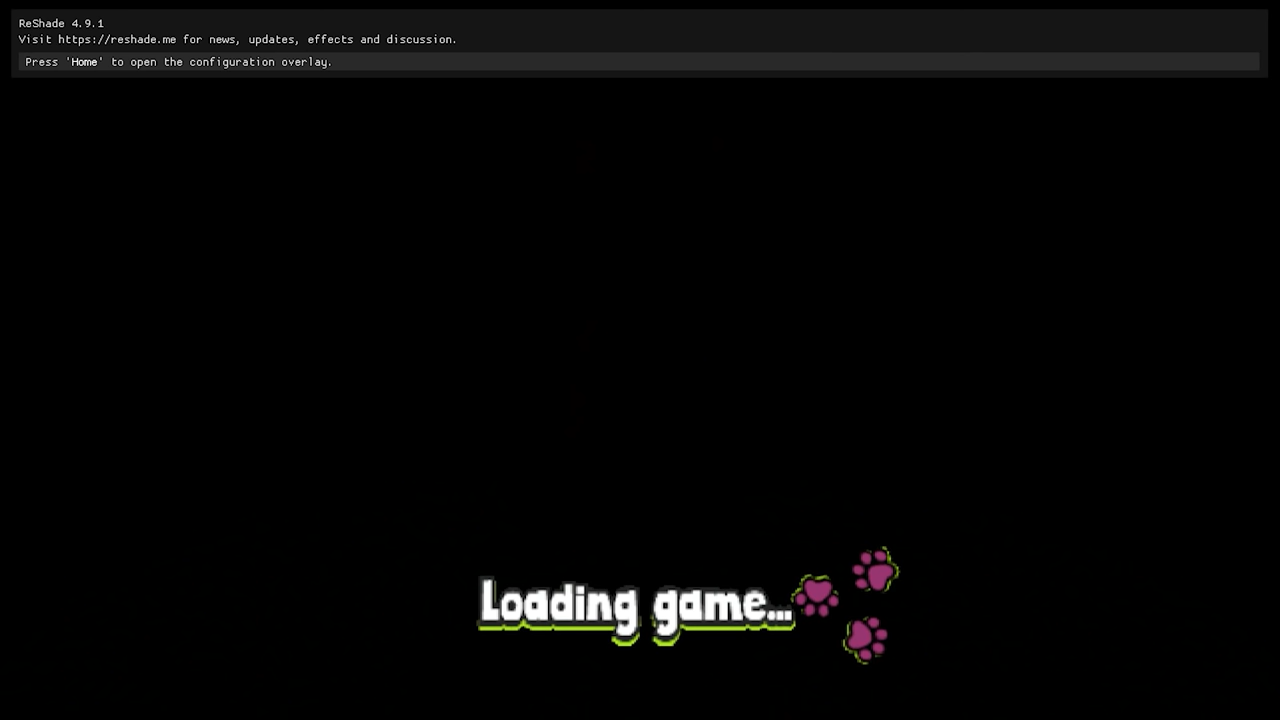 ReShade 4.9.1
Visit https://reshade.me for news, updates, effects and discussion.
Press 'Home' to open the configuration overlay.
Loading game...